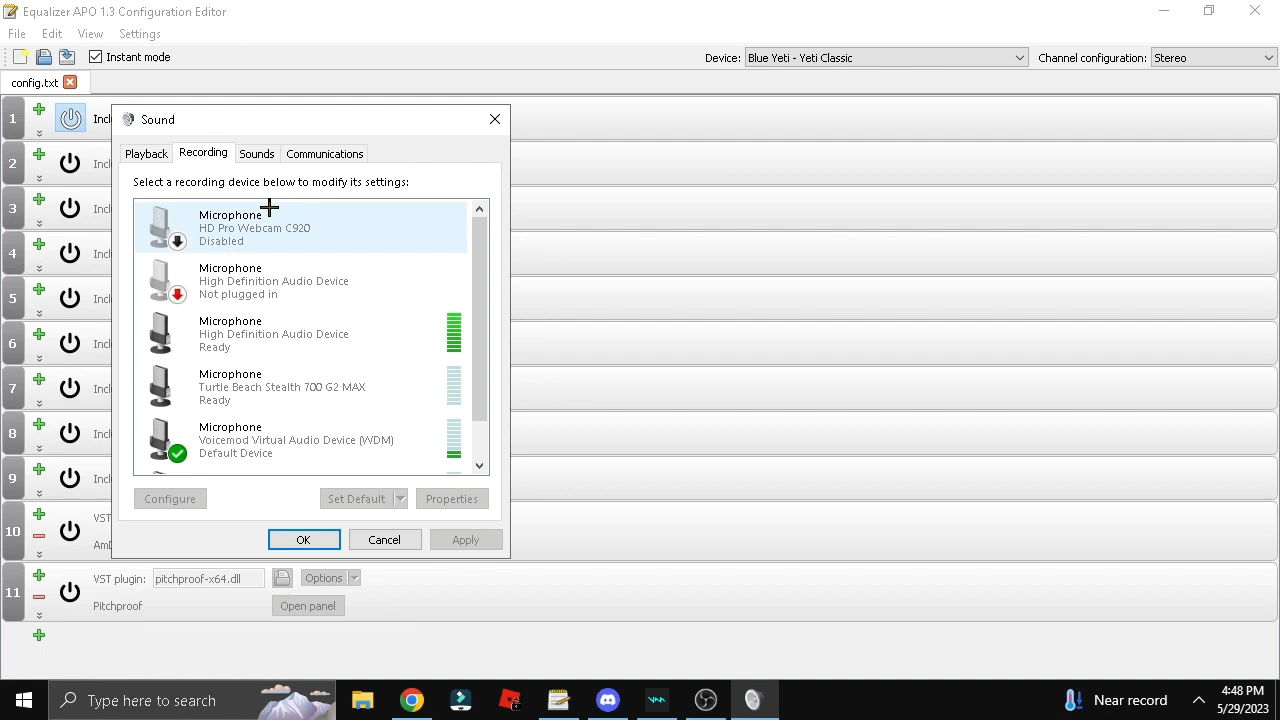 Equalizer APO 1.3 Configuration Editor
File Edit View Settings
Instant mode
Device: Blue Yeti - Yeti Classic
Channel configuration: Stereo
config.txt
Sound
Playback Recording Sounds Communications
Select a recording device below to modify its settings:
Microphone
HD Pro Webcam C920
Disabled
Microphone
High Definition Audio Device
Not plugged in
Microphone
High Definition Audio Device
Ready
Microphone
Turtle Beach Stealth 700 G2 MAX
Ready
Microphone
Voicemod Virtual Audio Device (WDM)
Default Device
Configure Set Default Properties
OK Cancel Apply
1 Incl
2 Incl
3 Incl
4 Incl
5 Incl
6 Incl
7 Incl
8 Incl
9 Incl
10 VST
11 VST plugin: pitchproof-x64.dll Options
Pitchproof Open panel
Type here to search
Near record
4:48 PM
5/29/2023